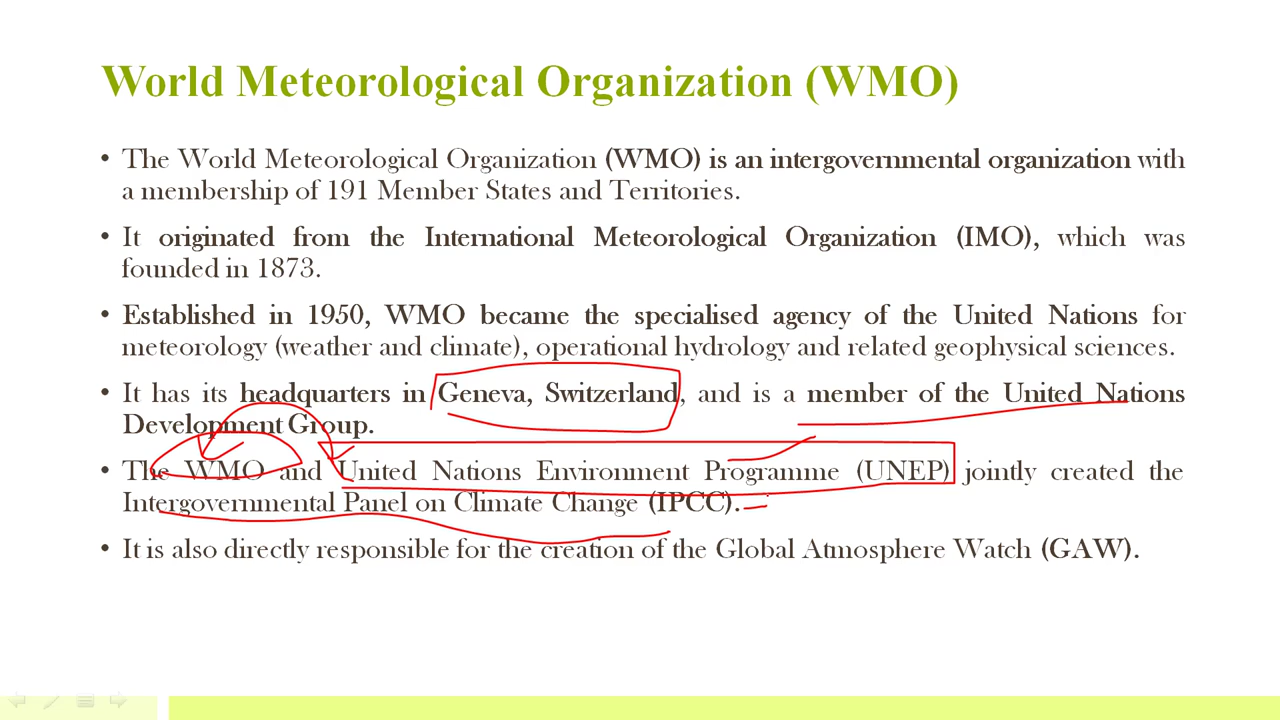 World Meteorological Organization (WMO)
• The World Meteorological Organization (WMO) is an intergovernmental organization with
a membership of 191 Member States and Territories.
• It originated from the International Meteorological Organization (IMO), which was
founded in 1873.
• Established in 1950, WMO became the specialised agency of the United Nations for
meteorology (weather and climate), operational hydrology and related geophysical sciences.
• It has its headquarters in Geneva, Switzerland, and is a member of the United Nations
Development Group.
• The WMO and United Nations Environment Programme (UNEP) jointly created the
Intergovernmental Panel on Climate Change (IPCC).
• It is also directly responsible for the creation of the Global Atmosphere Watch (GAW).